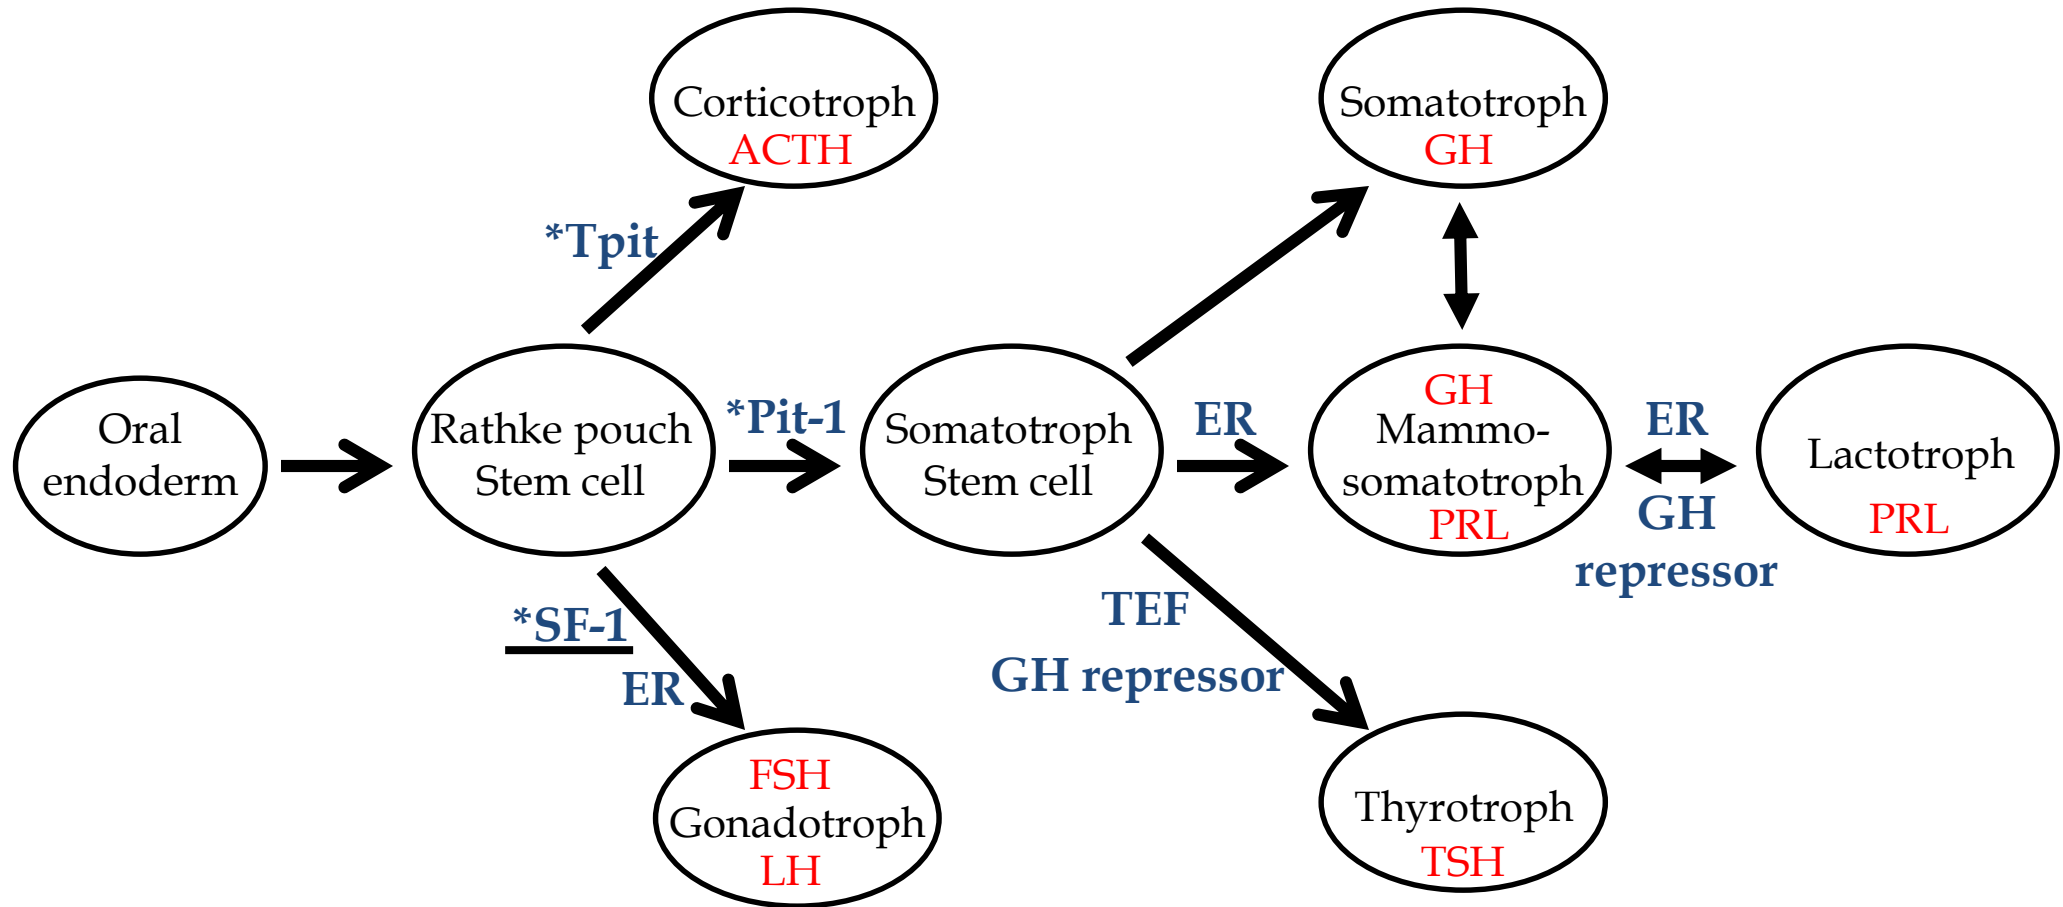 Corticotroph
ACTH
Somatotroph
GH
*Tpit
Oral
endoderm
Rathke pouch
Stem cell
*Pit-1
Somatotroph
Stem cell
ER
GH
Mammo-
somatotroph
PRL
ER
GH
repressor
Lactotroph
PRL
*SF-1
ER
TEF
GH repressor
FSH
Gonadotroph
LH
Thyrotroph
TSH